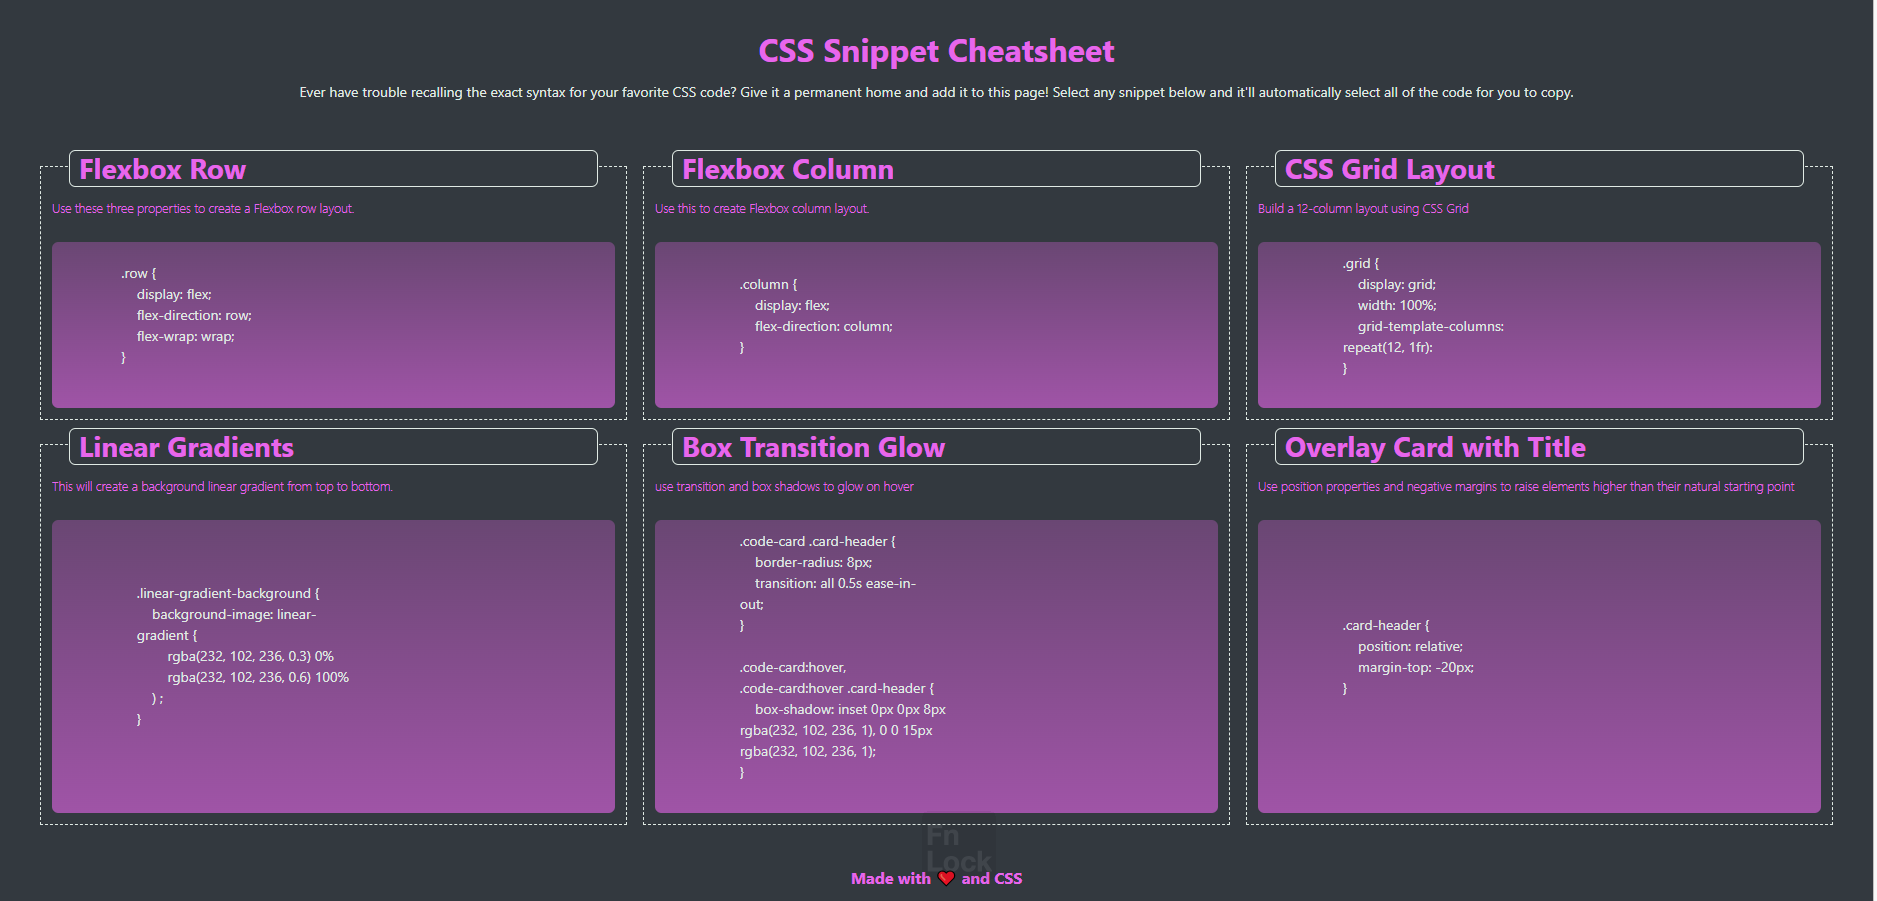 CSS Snippet Cheatsheet
Ever have trouble recalling the exact syntax for your favorite CSS code? Give it a permanent home and add it to this page! Select any snippet below and it'll automatically select all of the code for you to copy.
Flexbox Row
Use these three properties to create a Flexbox row layout.
.row {
display: flex;
flex-direction: row;
flex-wrap: wrap;
}
Flexbox Column
Use this to create Flexbox column layout.
.column {
display: flex;
flex-direction: column;
}
CSS Grid Layout
Build a 12-column layout using CSS Grid
.grid {
display: grid;
width: 100%;
grid-template-columns:
repeat(12, 1fr):
}
Linear Gradients
This will create a background linear gradient from top to bottom.
.linear-gradient-background {
background-image: linear-
gradient {
rgba(232, 102, 236, 0.3) 0%
rgba(232, 102, 236, 0.6) 100%
) ;
}
Box Transition Glow
use transition and box shadows to glow on hover
.code-card .card-header {
border-radius: 8px;
transition: all 0.5s ease-in-
out;
}
.code-card:hover,
.code-card:hover .card-header {
box-shadow: inset 0px 0px 8px
rgba(232, 102, 236, 1), 0 0 15px
rgba(232, 102, 236, 1);
}
Overlay Card with Title
Use position properties and negative margins to raise elements higher than their natural starting point
.card-header {
position: relative;
margin-top: -20px;
}
Fn
Lock
Made with ❤ and CSS